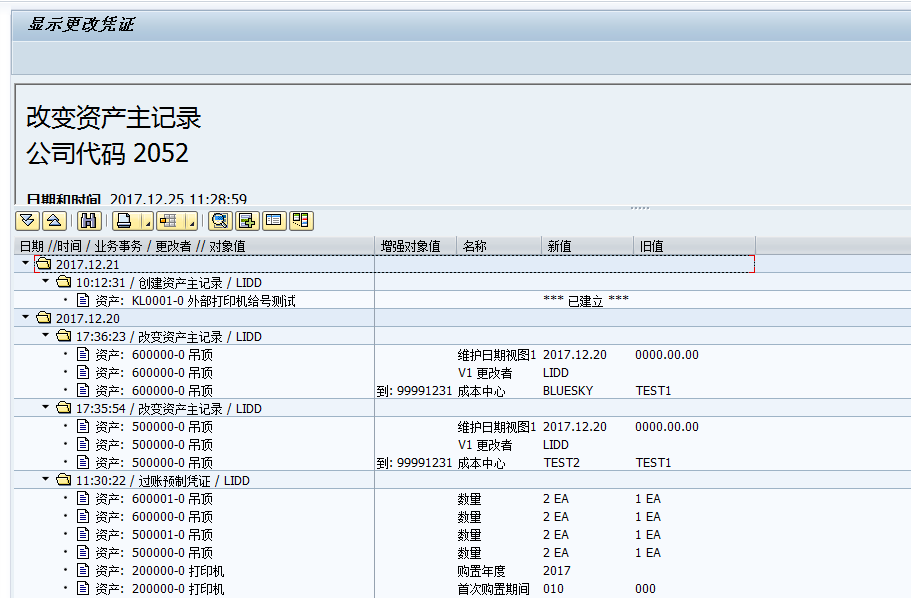 显示更改凭证
改变资产主记录
公司代码 2052
日期和时间 2017.12.25 11:28:59
日期 //时间 / 业务事务 / 更改者 // 对象值 增强对象值 名称 新值 旧值
2017.12.21
10:12:31 / 创建资产主记录 / LIDD
资产: KL0001-0 外部打印机给号测试 *** 已建立 ***
2017.12.20
17:36:23 / 改变资产主记录 / LIDD
资产: 600000-0 吊顶 维护日期视图1 2017.12.20 0000.00.00
资产: 600000-0 吊顶 V1 更改者 LIDD
资产: 600000-0 吊顶 到: 99991231 成本中心 BLUESKY TEST1
17:35:54 / 改变资产主记录 / LIDD
资产: 500000-0 吊顶 维护日期视图1 2017.12.20 0000.00.00
资产: 500000-0 吊顶 V1 更改者 LIDD
资产: 500000-0 吊顶 到: 99991231 成本中心 TEST2 TEST1
11:30:22 / 过账预制凭证 / LIDD
资产: 600001-0 吊顶 数量 2 EA 1 EA
资产: 600000-0 吊顶 数量 2 EA 1 EA
资产: 500001-0 吊顶 数量 2 EA 1 EA
资产: 500000-0 吊顶 数量 2 EA 1 EA
资产: 200000-0 打印机 购置年度 2017
资产: 200000-0 打印机 首次购置期间 010 000